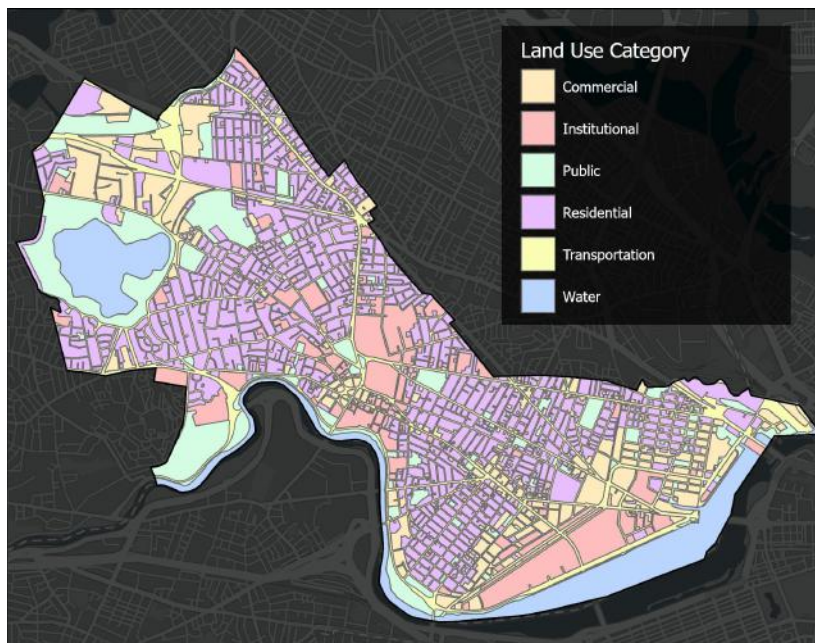 Land Use Category
Commercial
Institutional
Public
Residential
Transportation
Water